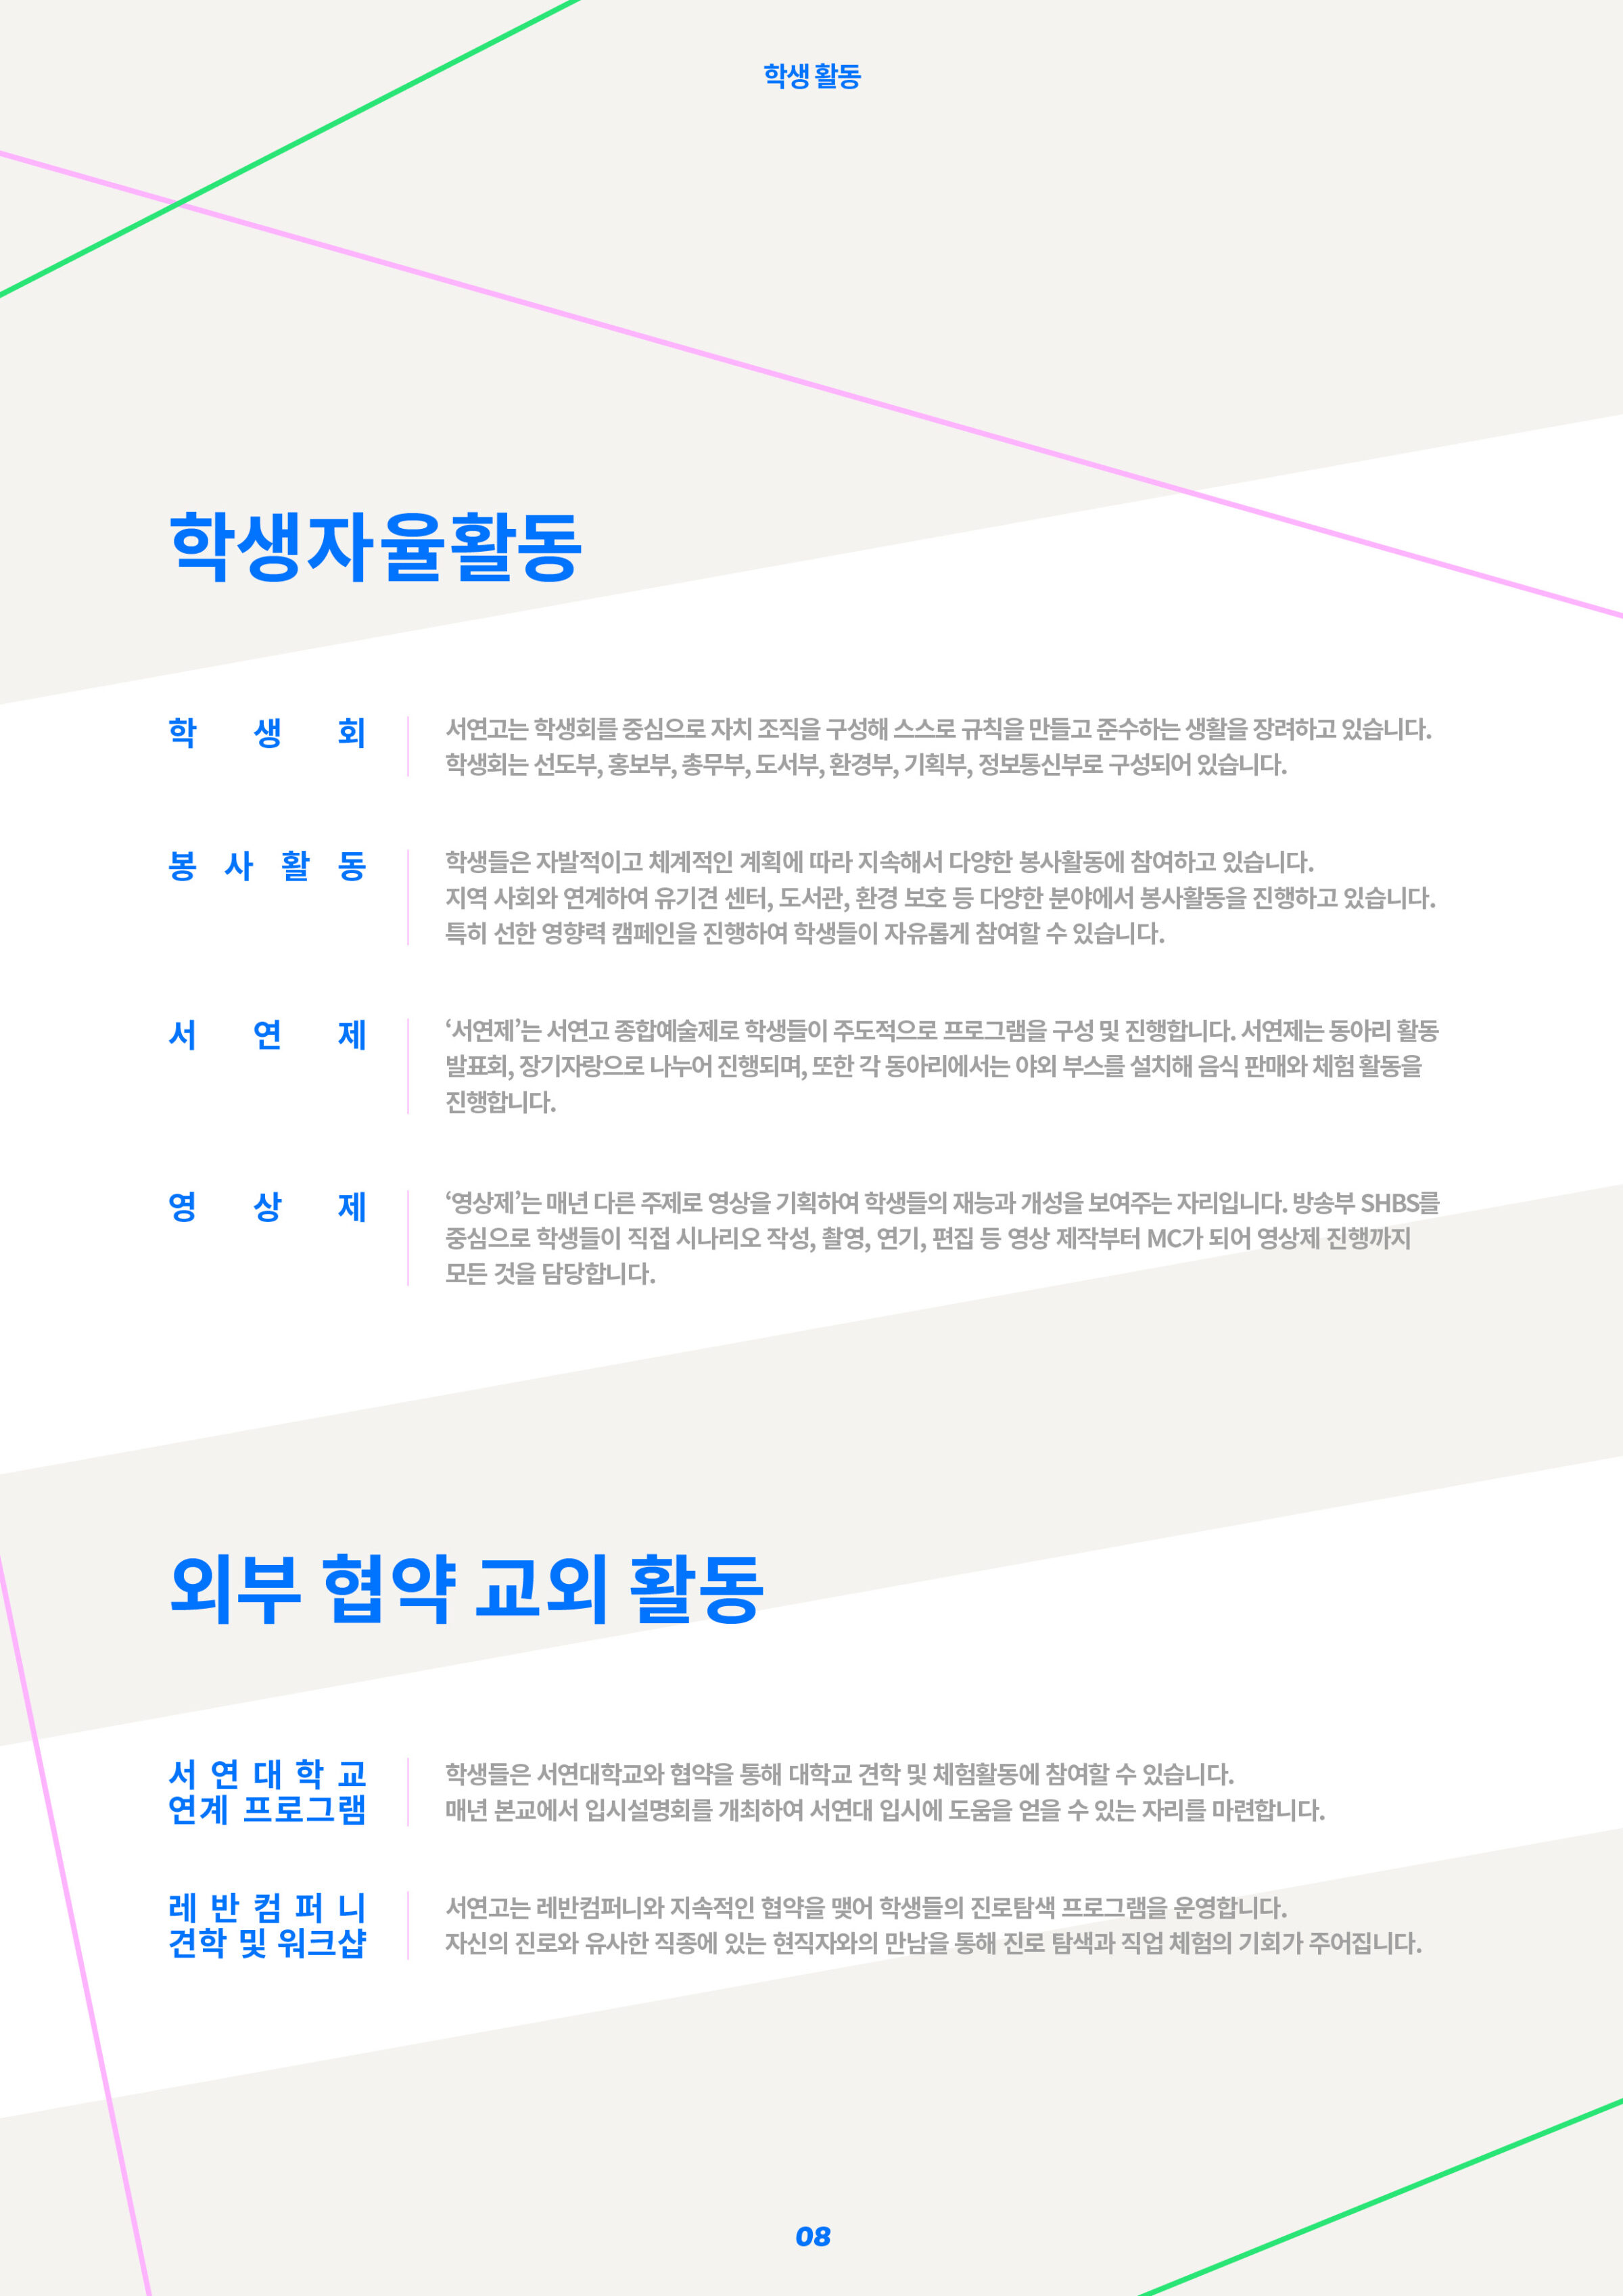 학생 활동
학생자율활동
학생회
서연고는 학생회를 중심으로 자치 조직을 구성해 스스로 규칙을 만들고 준수하는 생활을 장려하고 있습니다.
학생회는 선도부, 홍보부, 총무부, 도서부, 환경부, 기획부, 정보통신부로 구성되어 있습니다.
봉사활동
학생들은 자발적이고 체계적인 계획에 따라 지속해서 다양한 봉사활동에 참여하고 있습니다.
지역 사회와 연계하여 유기견 센터, 도서관, 환경 보호 등 다양한 분야에서 봉사활동을 진행하고 있습니다.
특히 선한 영향력 캠페인을 진행하여 학생들이 자유롭게 참여할 수 있습니다.
서연제
‘서연제’는 서연고 종합예술제로 학생들이 주도적으로 프로그램을 구성 및 진행합니다. 서연제는 동아리 활동
발표회, 장기자랑으로 나누어 진행되며, 또한 각 동아리에서는 야외 부스를 설치해 음식 판매와 체험 활동을
진행합니다.
영상제
‘영상제’는 매년 다른 주제로 영상을 기획하여 학생들의 재능과 개성을 보여주는 자리입니다. 방송부 SHBS를
중심으로 학생들이 직접 시나리오 작성, 촬영, 연기, 편집 등 영상 제작부터 MC가 되어 영상제 진행까지
모든 것을 담당합니다.
외부 협약 교외 활동
서연대학교
연계 프로그램
학생들은 서연대학교와 협약을 통해 대학교 견학 및 체험활동에 참여할 수 있습니다.
매년 본교에서 입시설명회를 개최하여 서연대 입시에 도움을 얻을 수 있는 자리를 마련합니다.
레반컴퍼니
견학 및 워크샵
서연고는 레반컴퍼니와 지속적인 협약을 맺어 학생들의 진로탐색 프로그램을 운영합니다.
자신의 진로와 유사한 직종에 있는 현직자와의 만남을 통해 진로 탐색과 직업 체험의 기회가 주어집니다.
08